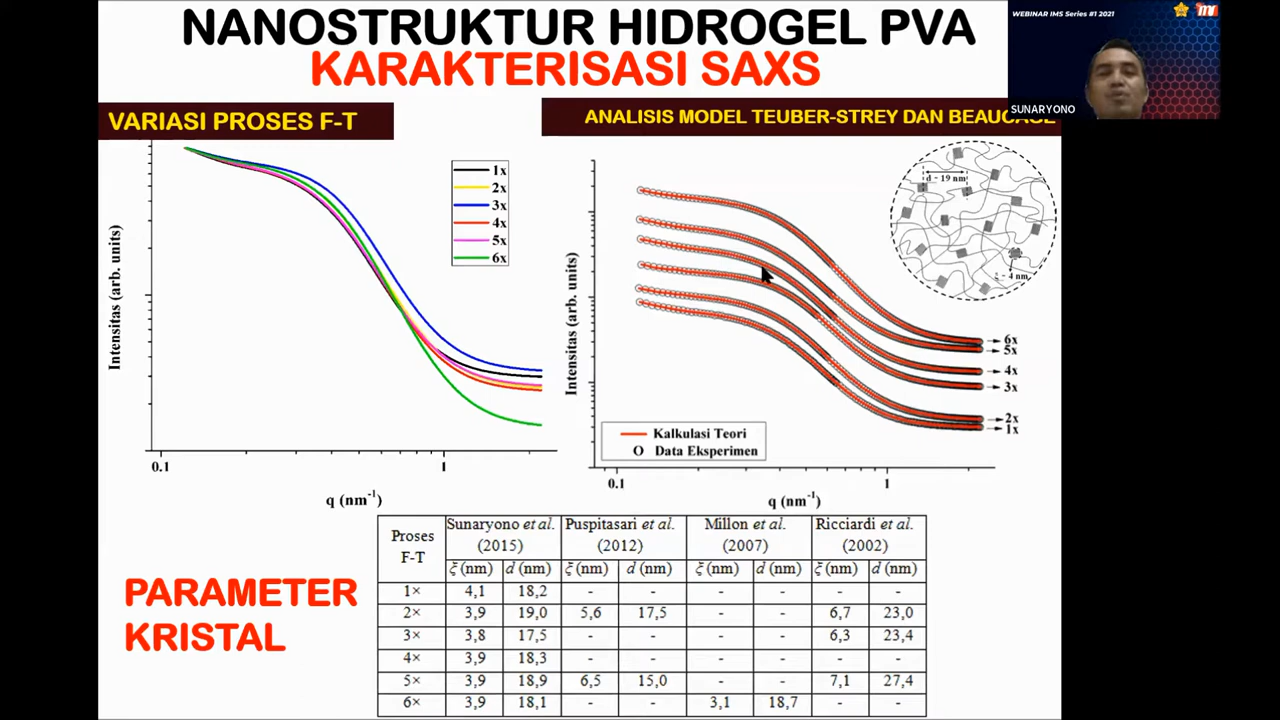 NANOSTRUKTUR HIDROGEL PVA
KARAKTERISASI SAXS
WEBINAR IMS Series #1 2021
SUNARYONO
VARIASI PROSES F-T
ANALISIS MODEL TEUBER-STREY DAN BEAUCAGE
1x
2x
3x
4x
5x
6x
Intensitas (arb. units)
0.1
1
q (nm⁻¹)
d ~ 19 nm
~ 4 nm
Intensitas (arb. units)
6x
5x
4x
3x
2x
1x
Kalkulasi Teori
Data Eksperimen
0.1
1
q (nm⁻¹)
PARAMETER
KRISTAL
Proses F-T | Sunaryono et al. (2015) | Puspitasari et al. (2012) | Millon et al. (2007) | Ricciardi et al. (2002)
ξ (nm) d (nm) ξ (nm) d (nm) ξ (nm) d (nm) ξ (nm) d (nm)
1× 4,1 18,2 - - - - - -
2× 3,9 19,0 5,6 17,5 - - 6,7 23,0
3× 3,8 17,5 - - - - 6,3 23,4
4× 3,9 18,3 - - - - - -
5× 3,9 18,9 6,5 15,0 - - 7,1 27,4
6× 3,9 18,1 - - 3,1 18,7 - -